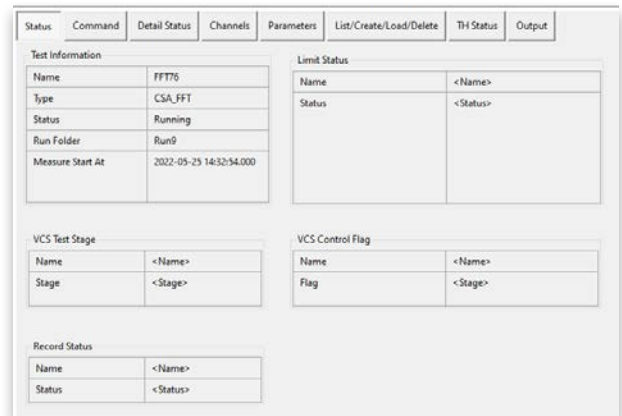 Status Command Detail Status Channels Parameters List/Create/Load/Delete TH Status Output
Test Information
Name FFT76
Type CSA_FFT
Status Running
Run Folder Run9
Measure Start At 2022-05-25 14:32:54.000
Limit Status
Name <Name>
Status <Status>
VCS Test Stage
Name <Name>
Stage <Stage>
VCS Control Flag
Name <Name>
Flag <Stage>
Record Status
Name <Name>
Status <Status>